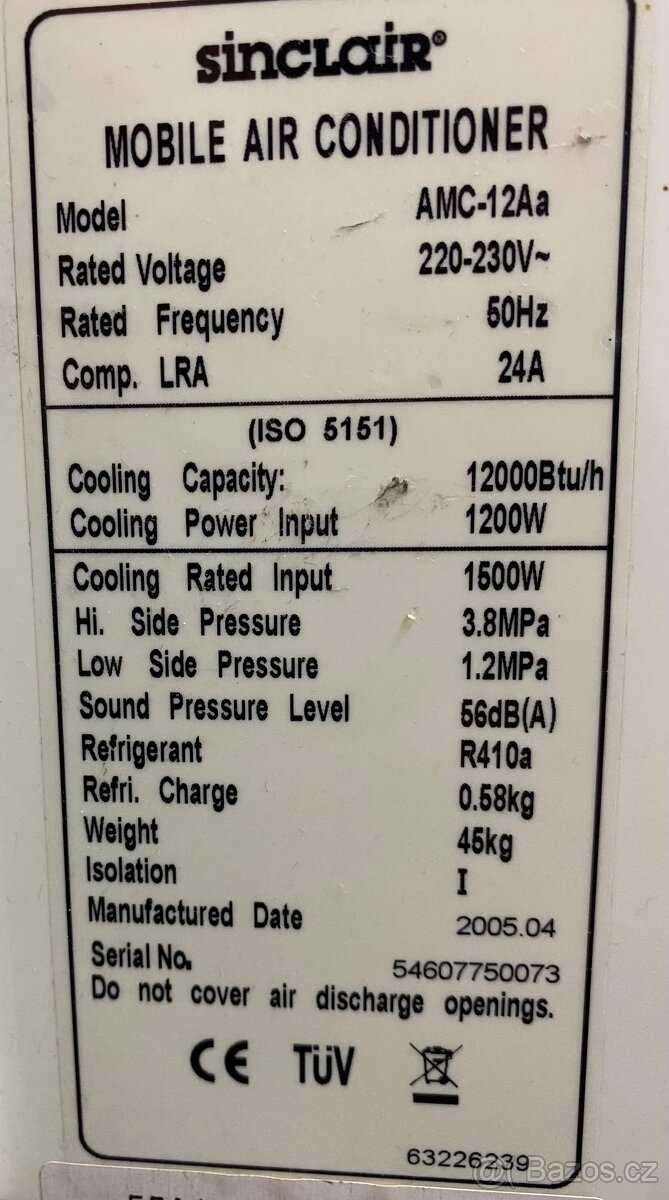 sinclair®
MOBILE AIR CONDITIONER
Model AMC-12Aa
Rated Voltage 220-230V~
Rated Frequency 50Hz
Comp. LRA 24A
(ISO 5151)
Cooling Capacity: 12000Btu/h
Cooling Power Input 1200W
Cooling Rated Input 1500W
Hi. Side Pressure 3.8MPa
Low Side Pressure 1.2MPa
Sound Pressure Level 56dB(A)
Refrigerant R410a
Refri. Charge 0.58kg
Weight 45kg
Isolation I
Manufactured Date 2005.04
Serial No. 54607750073
Do not cover air discharge openings.
CE TÜV
63226239
Bazos.cz